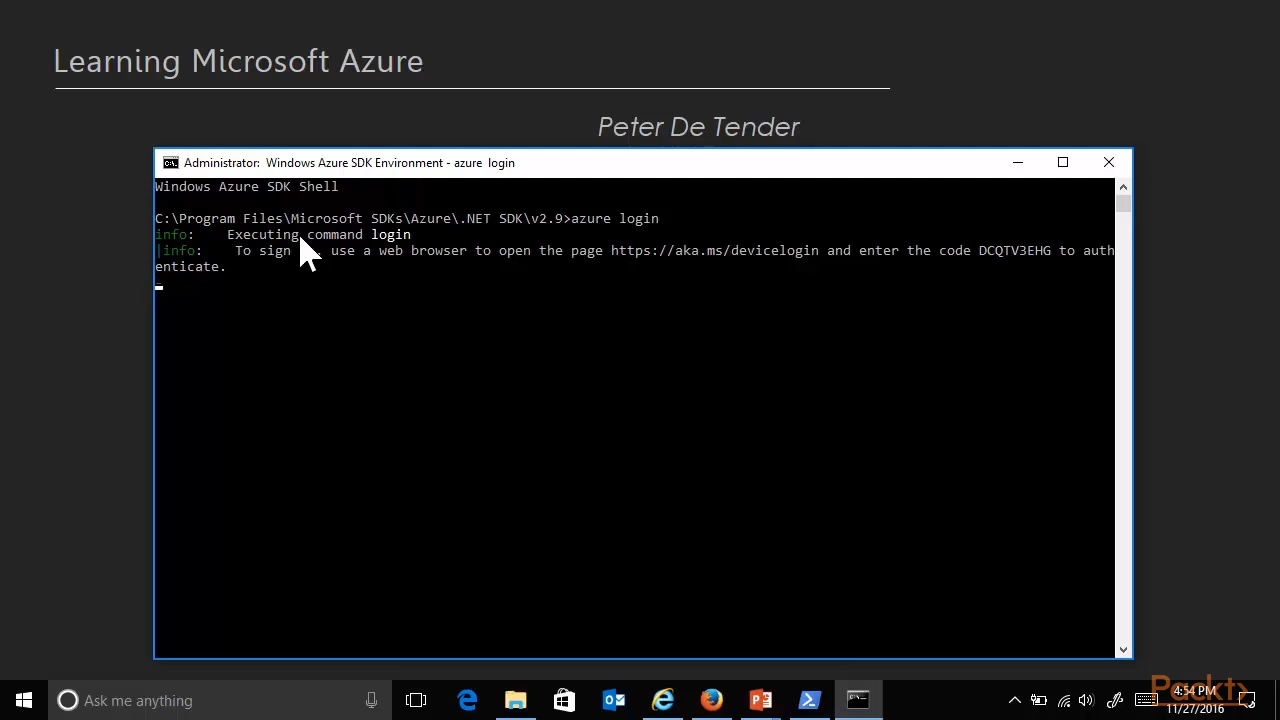 Learning Microsoft Azure
Peter De Tender
Administrator: Windows Azure SDK Environment - azure login
Windows Azure SDK Shell
C:\Program Files\Microsoft SDKs\Azure\.NET SDK\v2.9>azure login
info: Executing command login
|info: To sign use a web browser to open the page https://aka.ms/devicelogin and enter the code DCQTV3EHG to auth
enticate.
Ask me anything
Packt>
4:54 PM
11/27/2016